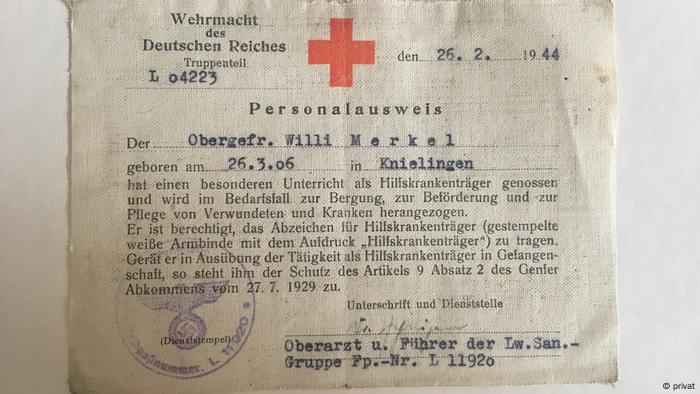 Wehrmacht
des
Deutschen Reiches
Truppenteil
L o4223
den 26. 2. 1944
Personalausweis
Der Obergefr. Willi Merkel
geboren am 26.3.o6 in Knielingen
hat einen besonderen Unterricht als Hilfskrankenträger genossen
und wird im Bedarfsfall zur Bergung, zur Beförderung und zur
Pflege von Verwundeten und Kranken herangezogen.
Er ist berechtigt, das Abzeichen für Hilfskrankenträger (gestempelte
weiße Armbinde mit dem Aufdruck „Hilfskrankenträger“) zu tragen.
Gerät er in Ausübung der Tätigkeit als Hilfskrankenträger in Gefangen-
schaft, so steht ihm der Schutz des Artikels 9 Absatz 2 des Genfer
Abkommens vom 27. 7. 1929 zu.
Unterschrift und Dienststelle
(Dienststempel)
L 11920
Oberarzt u. Führer der Lw.San.-
Gruppe Fp.-Nr. L 1192o
© privat